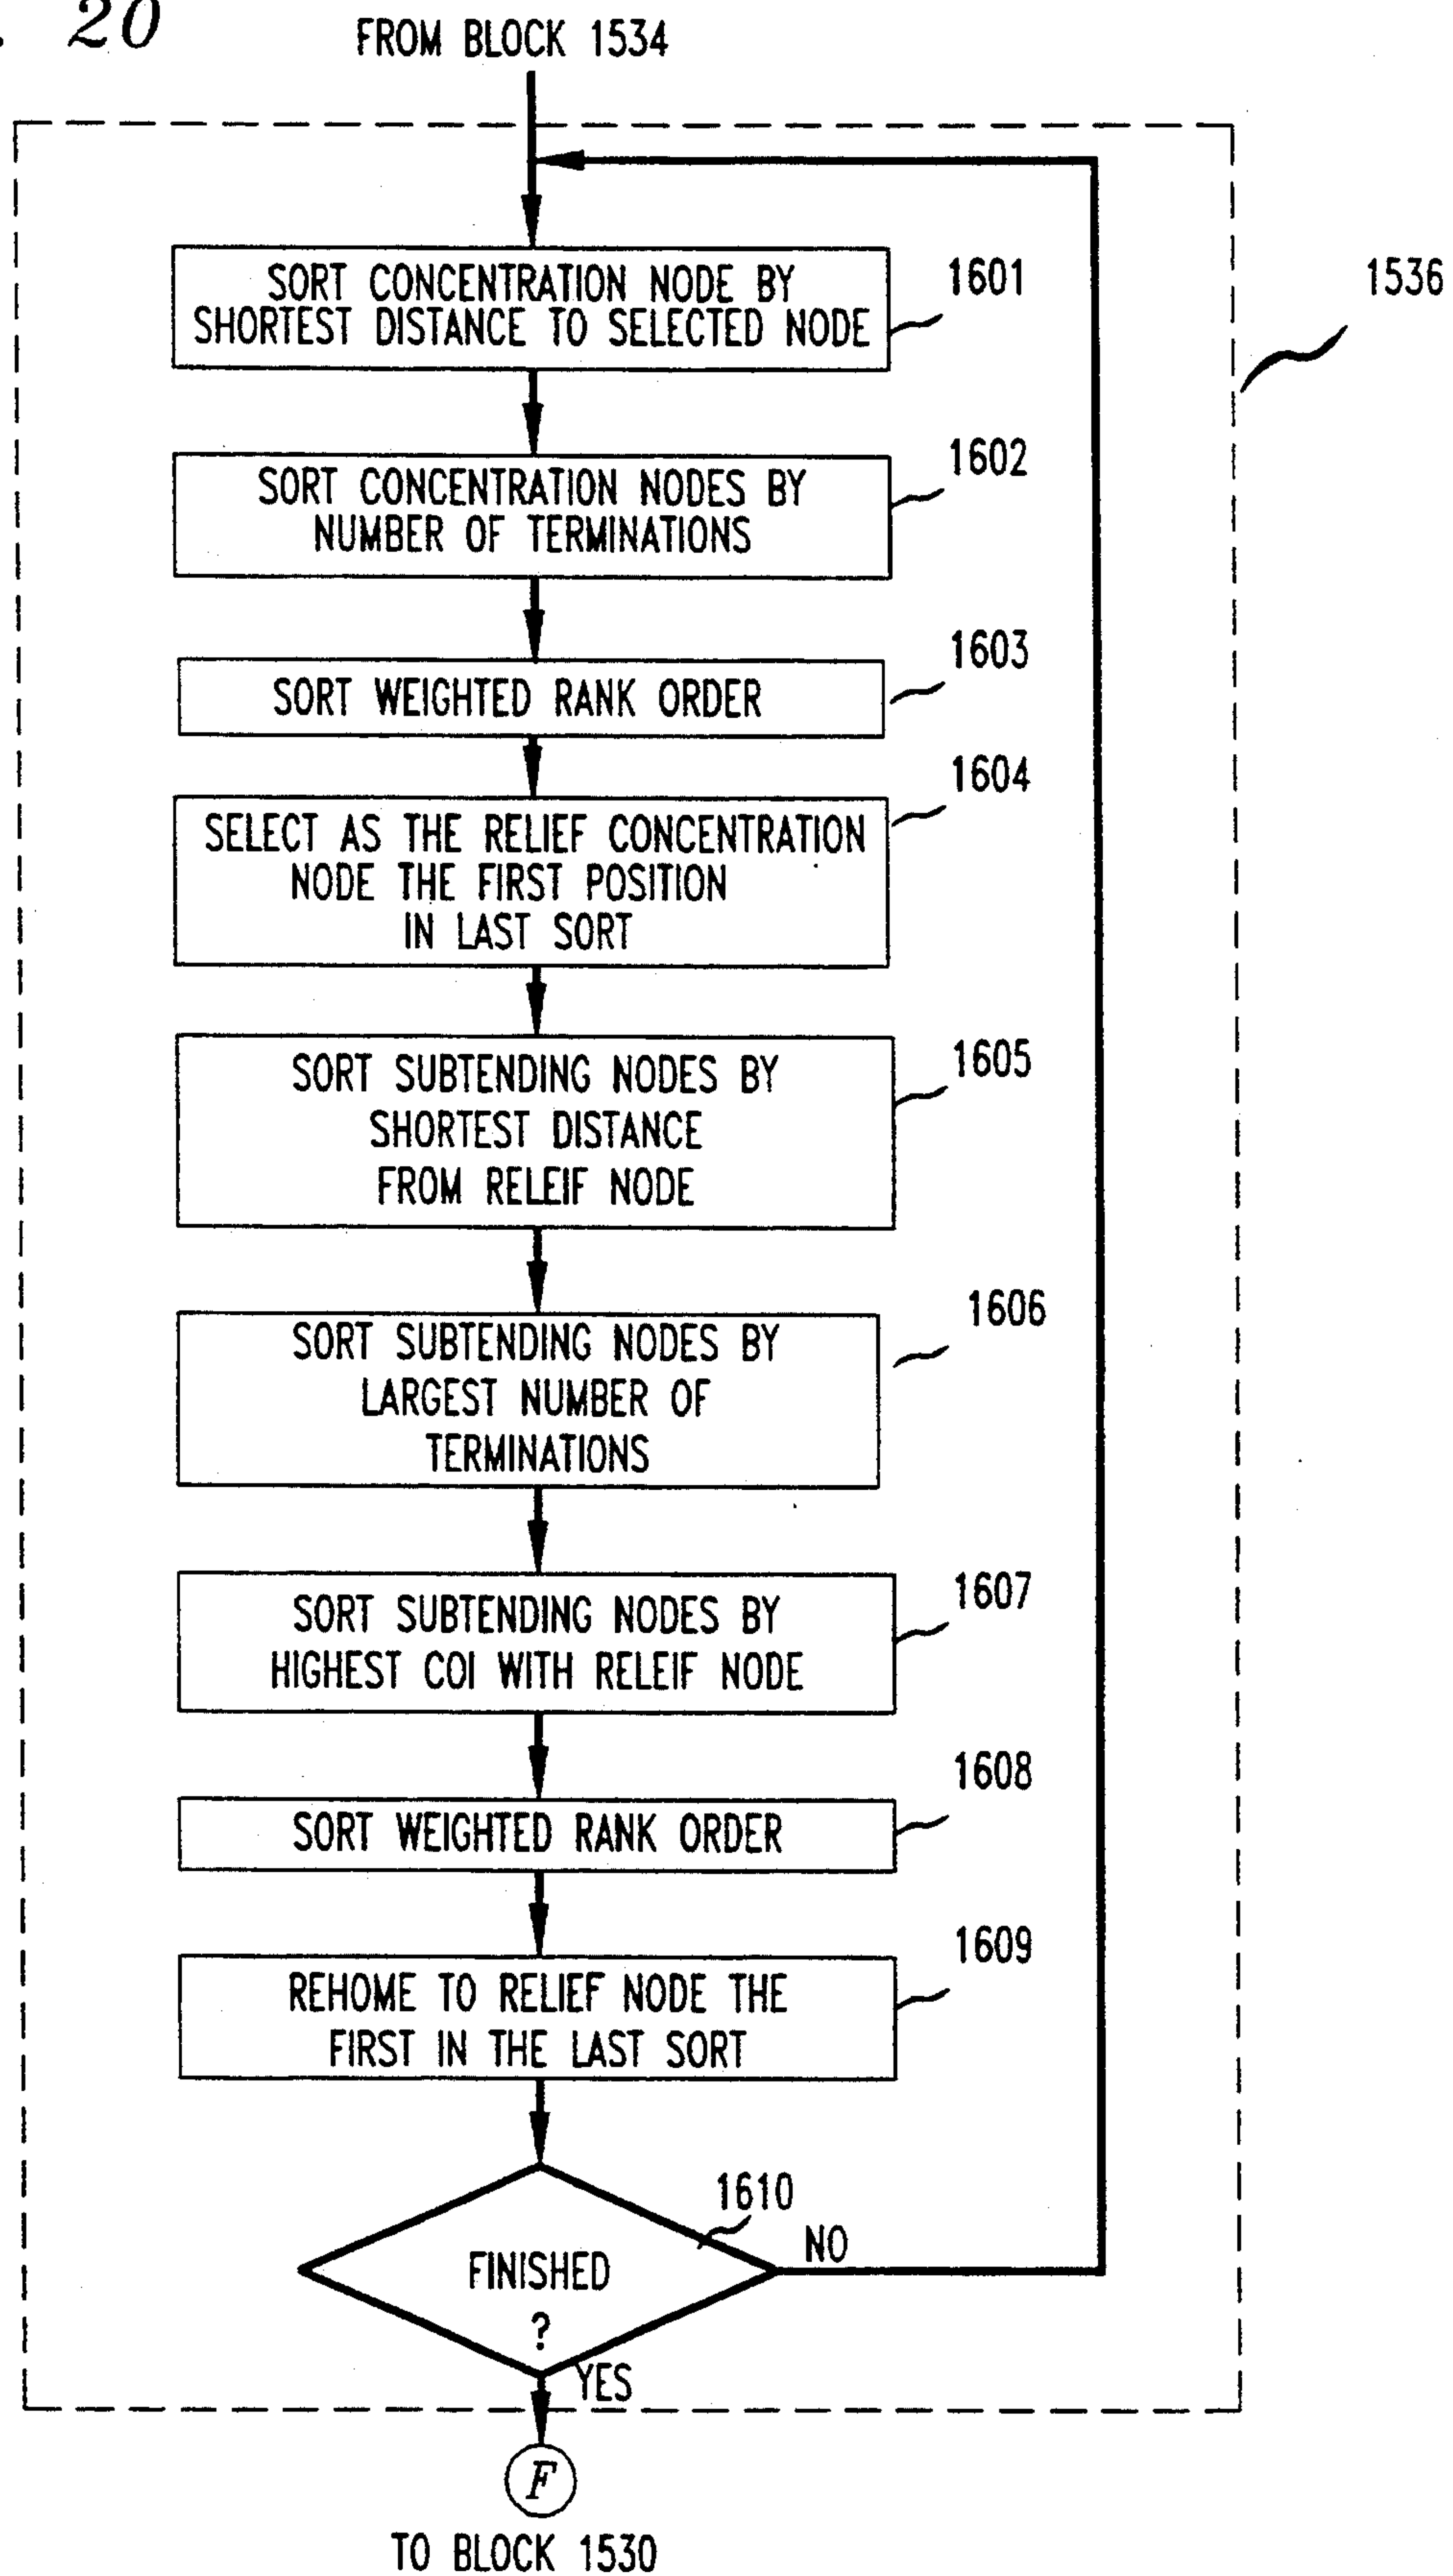 . 20
FROM BLOCK 1534
SORT CONCENTRATION NODE BY
SHORTEST DISTANCE TO SELECTED NODE
1601
1536
SORT CONCENTRATION NODES BY
NUMBER OF TERMINATIONS
1602
SORT WEIGHTED RANK ORDER
1603
SELECT AS THE RELIEF CONCENTRATION
NODE THE FIRST POSITION
IN LAST SORT
1604
SORT SUBTENDING NODES BY
SHORTEST DISTANCE
FROM RELEIF NODE
1605
SORT SUBTENDING NODES BY
LARGEST NUMBER OF
TERMINATIONS
1606
SORT SUBTENDING NODES BY
HIGHEST COI WITH RELEIF NODE
1607
SORT WEIGHTED RANK ORDER
1608
REHOME TO RELIEF NODE THE
FIRST IN THE LAST SORT
1609
1610
FINISHED
?
NO
YES
F
TO BLOCK 1530